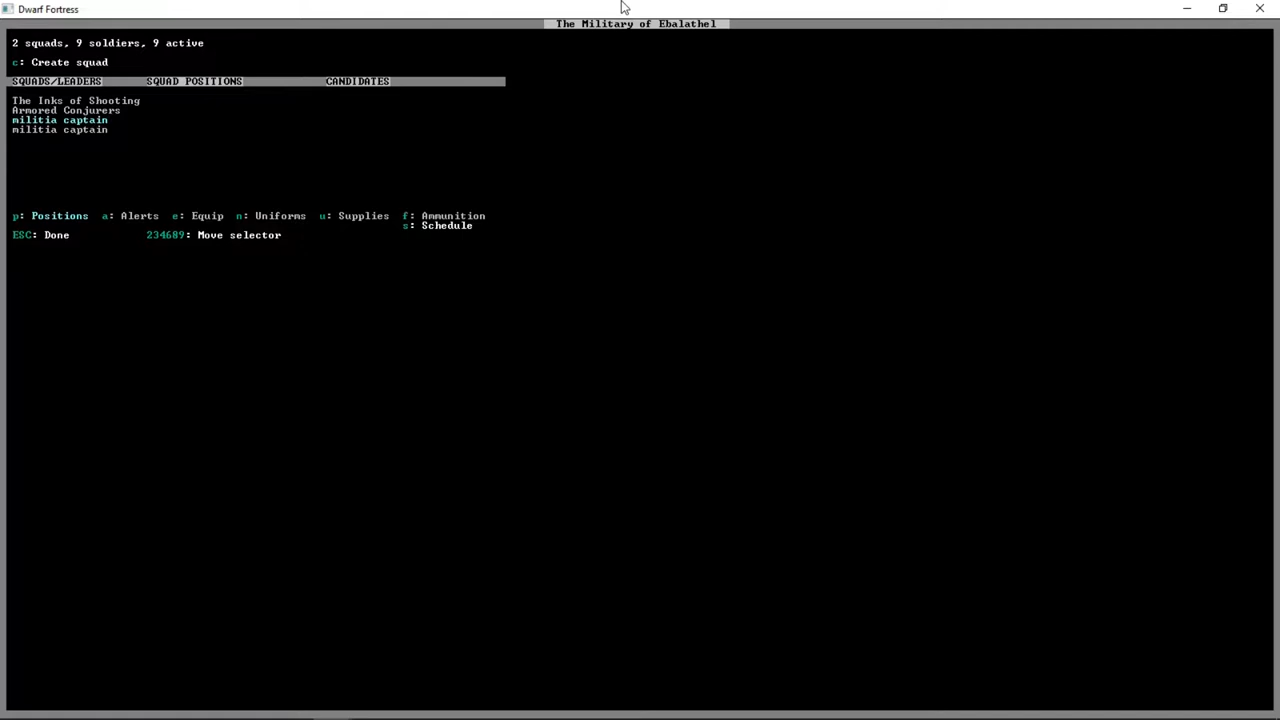 Dwarf Fortress
The Military of Ebalathel
2 squads, 9 soldiers, 9 active
c: Create squad
SQUADS/LEADERS SQUAD POSITIONS CANDIDATES
The Inks of Shooting
Armored Conjurers
militia captain
militia captain
p: Positions a: Alerts e: Equip n: Uniforms u: Supplies f: Ammunition
s: Schedule
ESC: Done 234689: Move selector